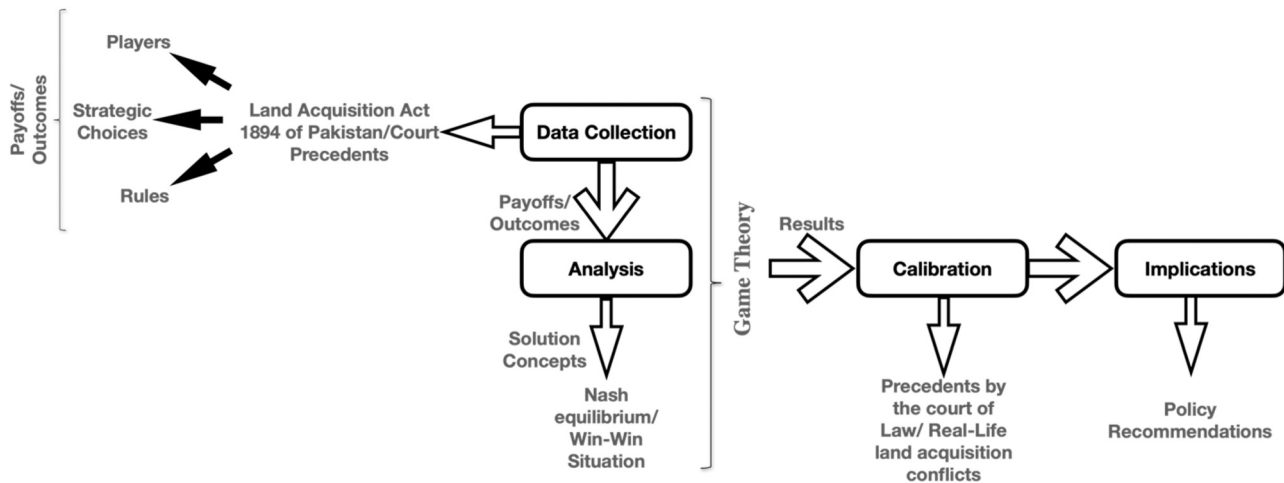 Payoffs/
Outcomes
Players
Strategic
Choices
Rules
Land Acquisition Act
1894 of Pakistan/Court
Precedents
Data Collection
Payoffs/
Outcomes
Analysis
Solution
Concepts
Nash
equilibrium/
Win-Win
Situation
Game Theory
Results
Calibration
Precedents by
the court of
Law/ Real-Life
land acquisition
conflicts
Implications
Policy
Recommendations